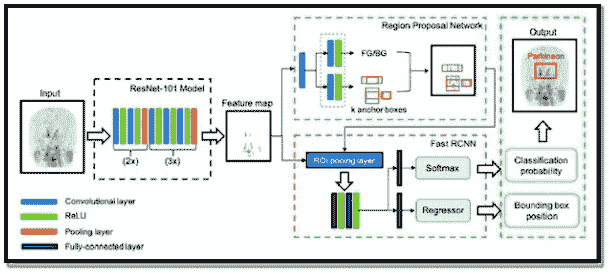 Region Proposal Network
Output
ResNet-101 Model
Input
Feature map
FG/BG
k anchor boxes
Parkinson
(2x)
(3x)
Fast RCNN
ROI pooling layer
Softmax
Classification
probability
Regressor
Bounding box
position
Convolutional layer
ReLU
Pooling layer
Fully-connected layer